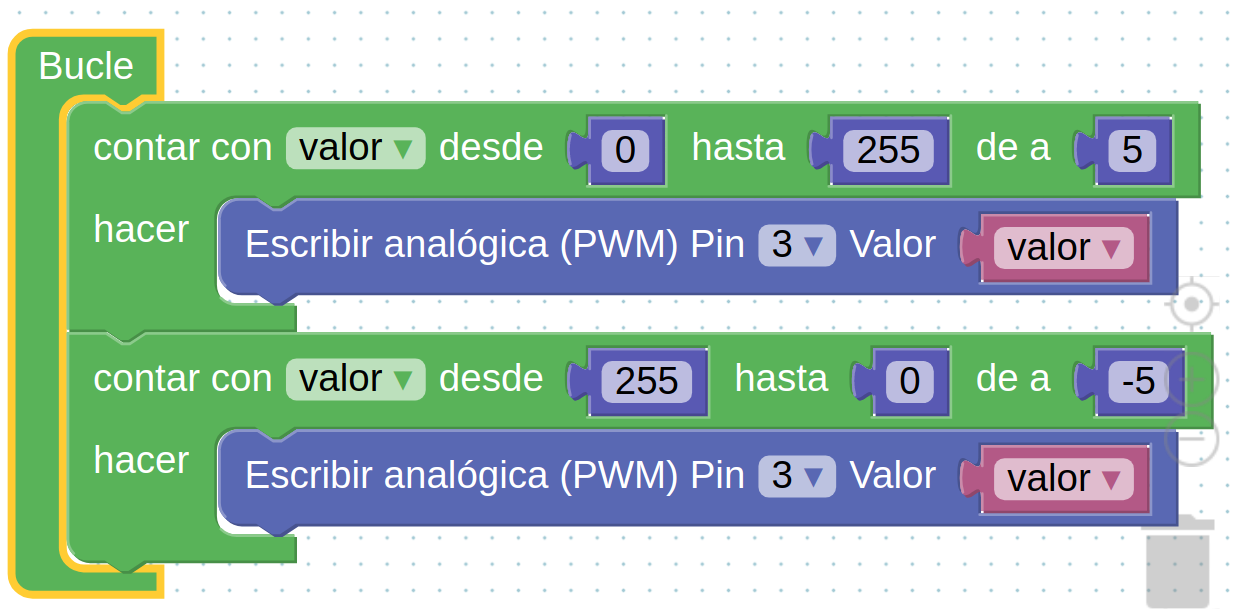 Bucle
contar con valor desde 0 hasta 255 de a 5
hacer
Escribir analógica (PWM) Pin 3 Valor valor
contar con valor desde 255 hasta 0 de a -5
hacer
Escribir analógica (PWM) Pin 3 Valor valor